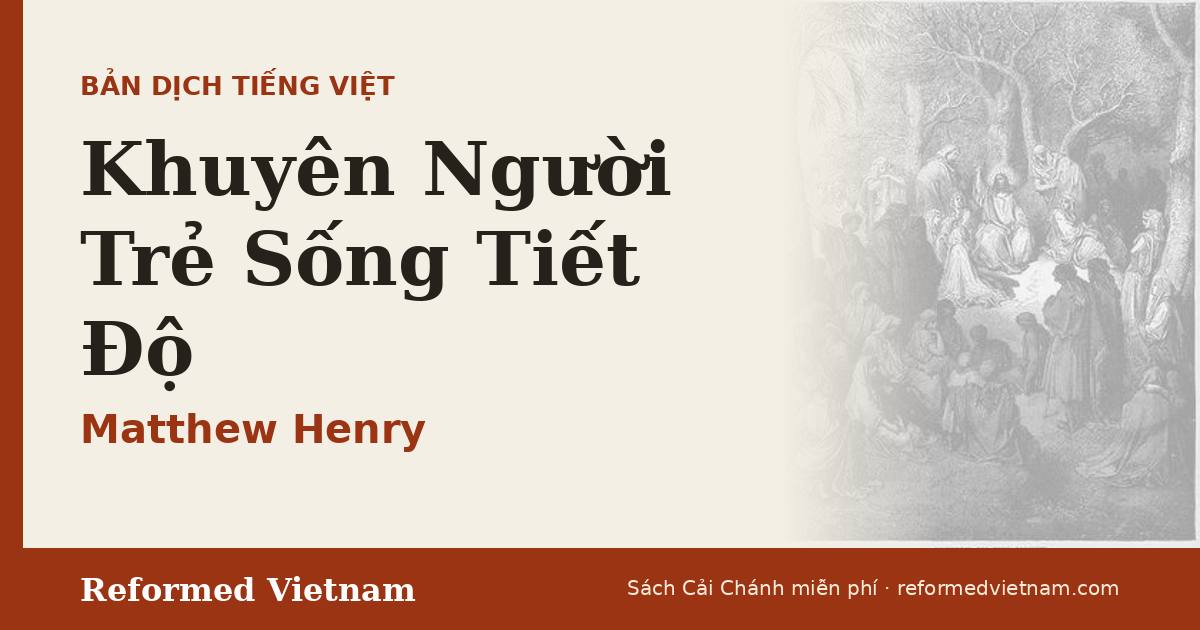 BẢN DỊCH TIẾNG VIỆT
Khuyên Người
Trẻ Sống Tiết
Độ
Matthew Henry
Reformed Vietnam
Sách Cải Chánh miễn phí · reformedvietnam.com